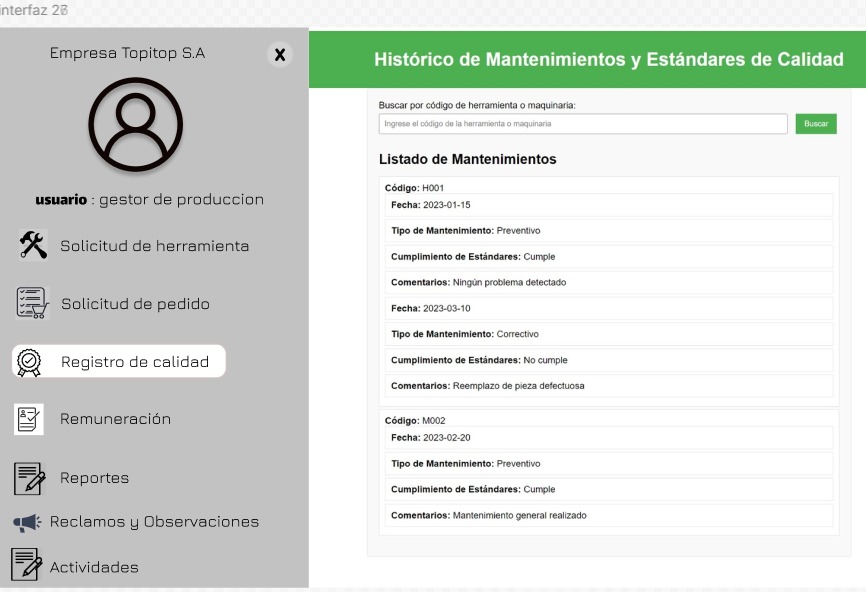 interfaz
Empresa Topitop S.A
X
usuario : gestor de produccion
Solicitud de herramienta
Solicitud de pedido
Registro de calidad
Remuneración
Reportes
Reclamos y Observaciones
Actividades
Histórico de Mantenimientos y Estándares de Calidad
Buscar por código de herramienta o maquinaria:
Ingrese el código de la herramienta o maquinaria
Buscar
Listado de Mantenimientos
Código: H001
Fecha: 2023-01-15
Tipo de Mantenimiento: Preventivo
Cumplimiento de Estándares: Cumple
Comentarios: Ningún problema detectado
Fecha: 2023-03-10
Tipo de Mantenimiento: Correctivo
Cumplimiento de Estándares: No cumple
Comentarios: Reemplazo de pieza defectuosa
Código: M002
Fecha: 2023-02-20
Tipo de Mantenimiento: Preventivo
Cumplimiento de Estándares: Cumple
Comentarios: Mantenimiento general realizado